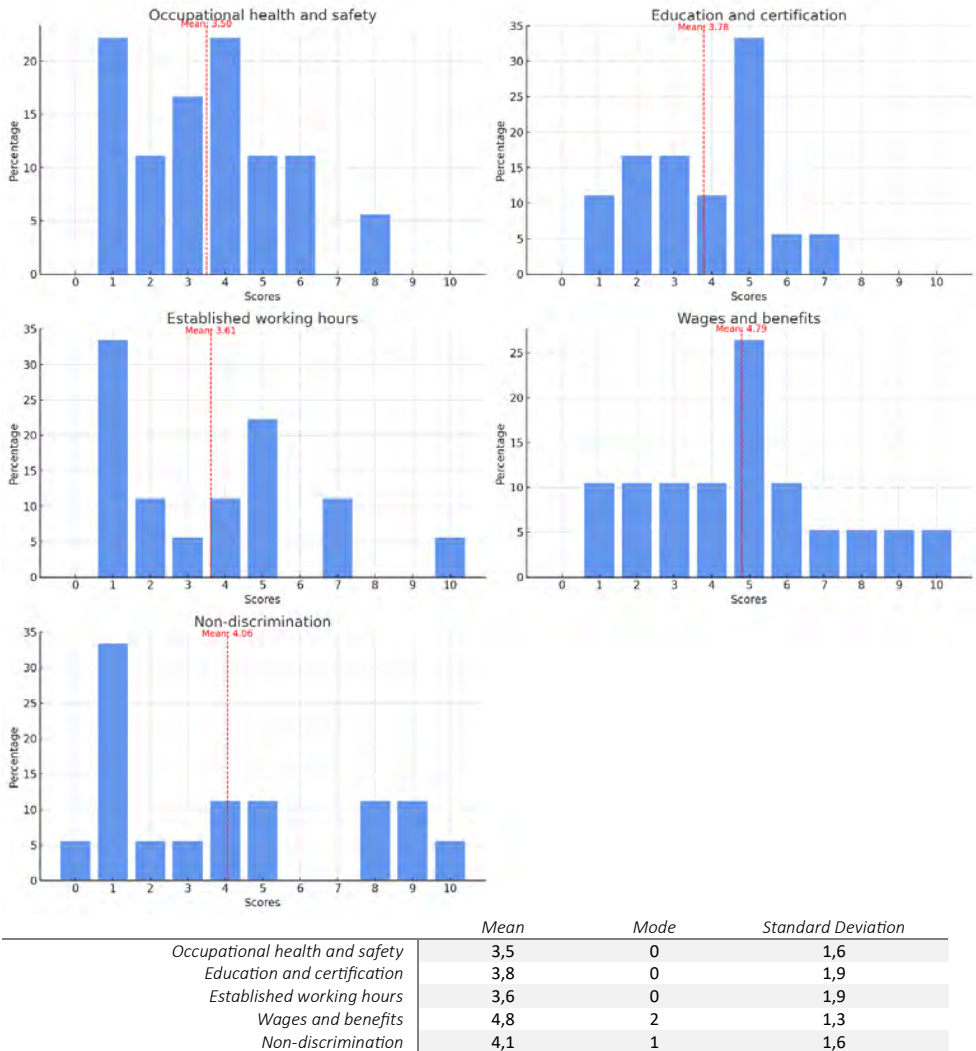 Occupational health and safety
Mean: 3.50
20
15
10
5
0
Percentage
0 1 2 3 4 5 6 7 8 9 10
Scores
Education and certification
Mean: 3.78
35
30
25
20
15
10
5
0
Percentage
0 1 2 3 4 5 6 7 8 9 10
Scores
Established working hours
Mean: 3.61
35
30
25
20
15
10
5
0
Percentage
0 1 2 3 4 5 6 7 8 9 10
Scores
Wages and benefits
Mean: 4.79
25
20
15
10
5
0
Percentage
0 1 2 3 4 5 6 7 8 9 10
Scores
Non-discrimination
Mean: 4.06
35
30
25
20
15
10
5
0
Percentage
0 1 2 3 4 5 6 7 8 9 10
Scores
Mean Mode Standard Deviation
Occupational health and safety 3,5 0 1,6
Education and certification 3,8 0 1,9
Established working hours 3,6 0 1,9
Wages and benefits 4,8 2 1,3
Non-discrimination 4,1 1 1,6